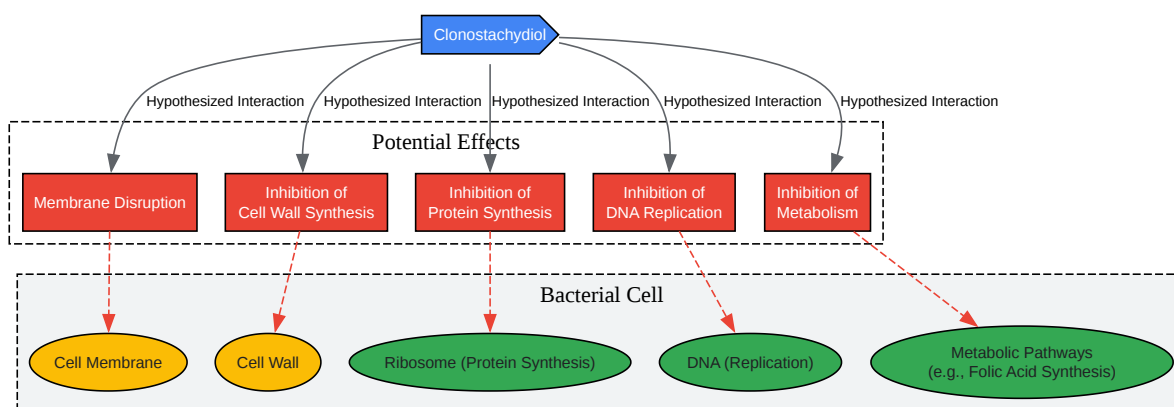 Clonostachydiol
Hypothesized Interaction
Hypothesized Interaction
Hypothesized Interaction
Hypothesized Interaction
Hypothesized Interaction
Potential Effects
Membrane Disruption
Inhibition of
Cell Wall Synthesis
Inhibition of
Protein Synthesis
Inhibition of
DNA Replication
Inhibition of
Metabolism
Bacterial Cell
Cell Membrane
Cell Wall
Ribosome (Protein Synthesis)
DNA (Replication)
Metabolic Pathways
(e.g., Folic Acid Synthesis)